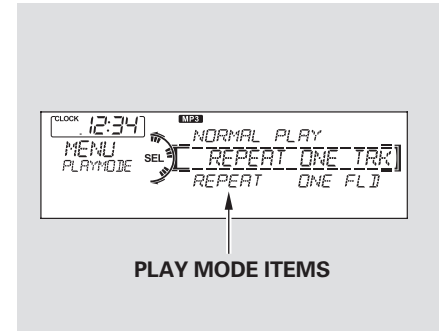 CLOCK 12:34 MP3
NORMAL PLAY
MENU SEL REPEAT ONE TRK
PLAYMODE
REPEAT ONE FLD
PLAY MODE ITEMS